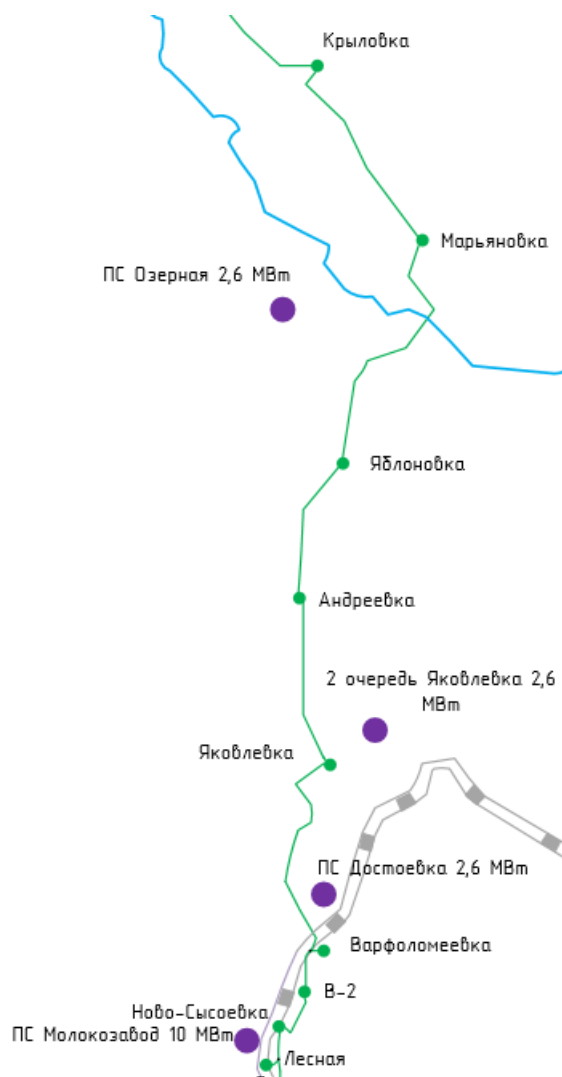 Крыловка
Марьяновка
ПС Озерная 2,6 МВт
Яблоновка
Андреевка
2 очередь Яковлевка 2,6
МВт
Яковлевка
ПС Достоевка 2,6 МВт
Варфоломеевка
В-2
Ново-Сысоевка
ПС Молокозавод 10 МВт
Лесная